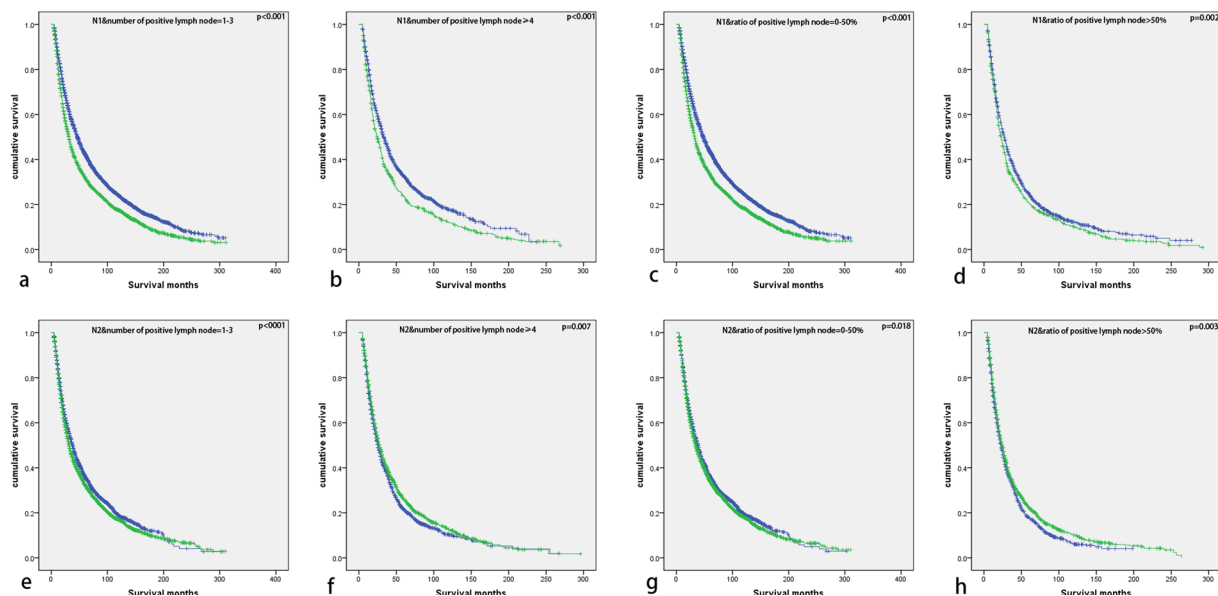 N1&number of positive lymph node=1-3 p<0.001
1.0
0.8
0.6
0.4
0.2
0.0
cumulative survival
0 100 200 300 400
Survival months
a
N1&number of positive lymph node≥4 p<0.001
1.0
0.8
0.6
0.4
0.2
0.0
cumulative survival
0 50 100 150 200 250 300
Survival months
b
N1&ratio of positive lymph node=0-50% p<0.001
1.0
0.8
0.6
0.4
0.2
0.0
cumulative survival
0 100 200 300 400
Survival months
c
N1&ratio of positive lymph node>50% p=0.002
1.0
0.8
0.6
0.4
0.2
0.0
cumulative survival
0 50 100 150 200 250 300
Survival months
d
N2&number of positive lymph node=1-3 p<0001
1.0
0.8
0.6
0.4
0.2
0.0
cumulative survival
0 100 200 300 400
Survival months
e
N2&number of positive lymph node≥4 p=0.007
1.0
0.8
0.6
0.4
0.2
0.0
cumulative survival
0 50 100 150 200 250 300
Survival months
f
N2&ratio of positive lymph node=0-50% p=0.018
1.0
0.8
0.6
0.4
0.2
0.0
cumulative survival
0 100 200 300 400
Survival months
g
N2&ratio of positive lymph node>50% p=0.003
1.0
0.8
0.6
0.4
0.2
0.0
cumulative survival
0 50 100 150 200 250 300
Survival months
h